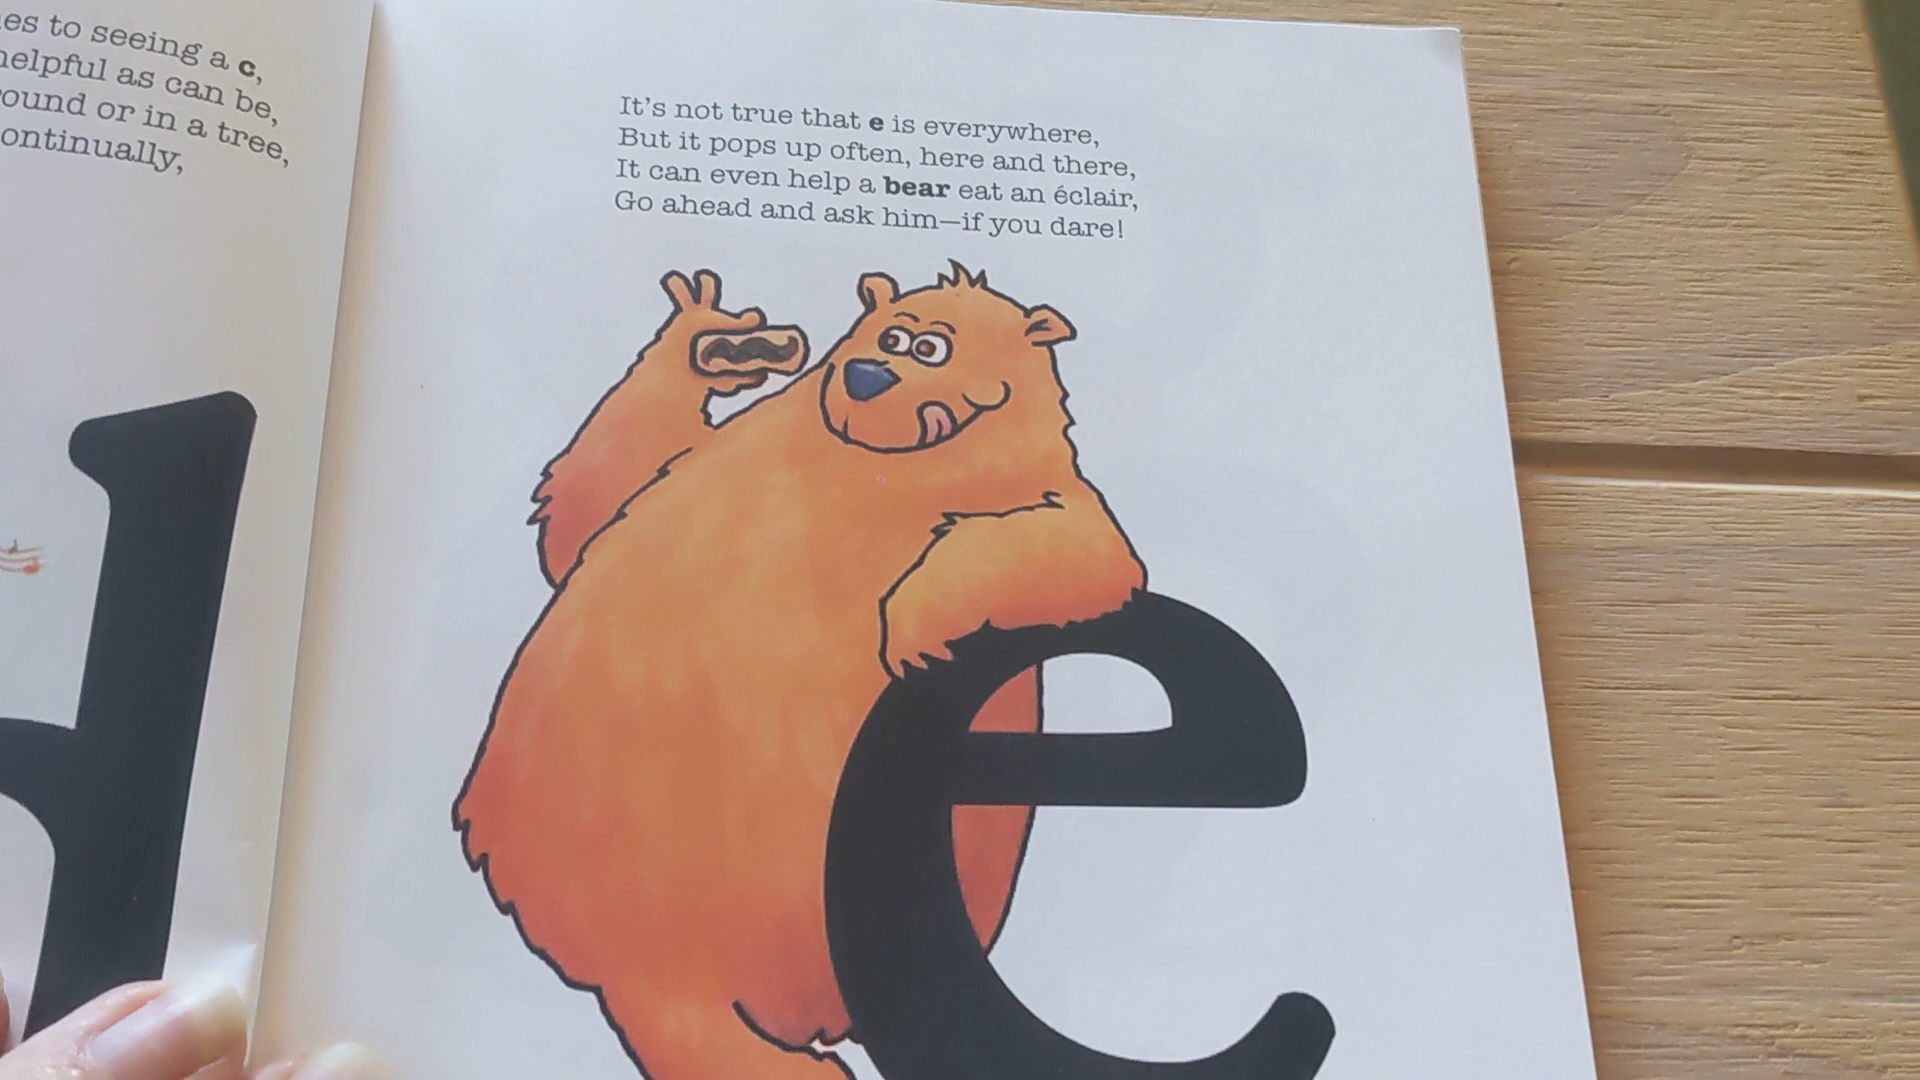 es to seeing a c,
helpful as can be,
ound or in a tree,
ontinually,
d
It's not true that e is everywhere,
But it pops up often, here and there,
It can even help a bear eat an éclair,
Go ahead and ask him—if you dare!
e